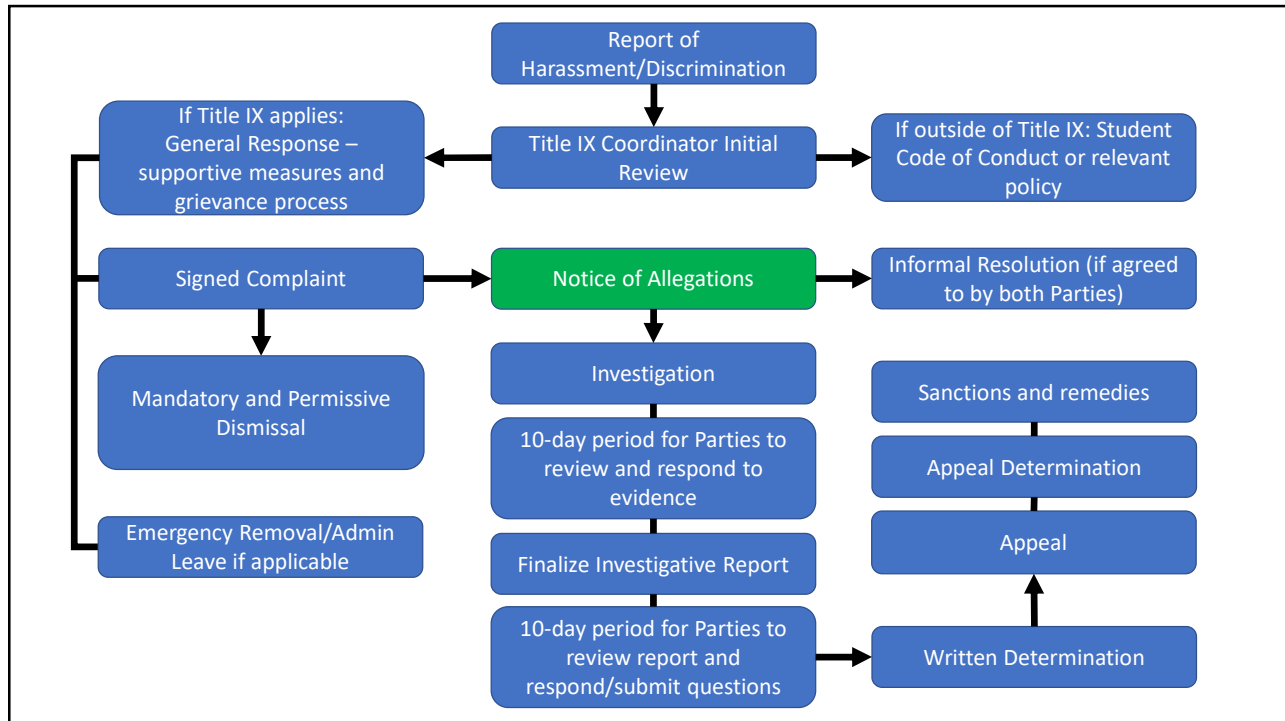 Report of
Harassment/Discrimination
If Title IX applies:
General Response –
supportive measures and
grievance process
Title IX Coordinator Initial
Review
If outside of Title IX: Student
Code of Conduct or relevant
policy
Signed Complaint
Notice of Allegations
Informal Resolution (if agreed
to by both Parties)
Mandatory and Permissive
Dismissal
Emergency Removal/Admin
Leave if applicable
Investigation
10-day period for Parties to
review and respond to
evidence
Finalize Investigative Report
10-day period for Parties to
review report and
respond/submit questions
Sanctions and remedies
Appeal Determination
Appeal
Written Determination